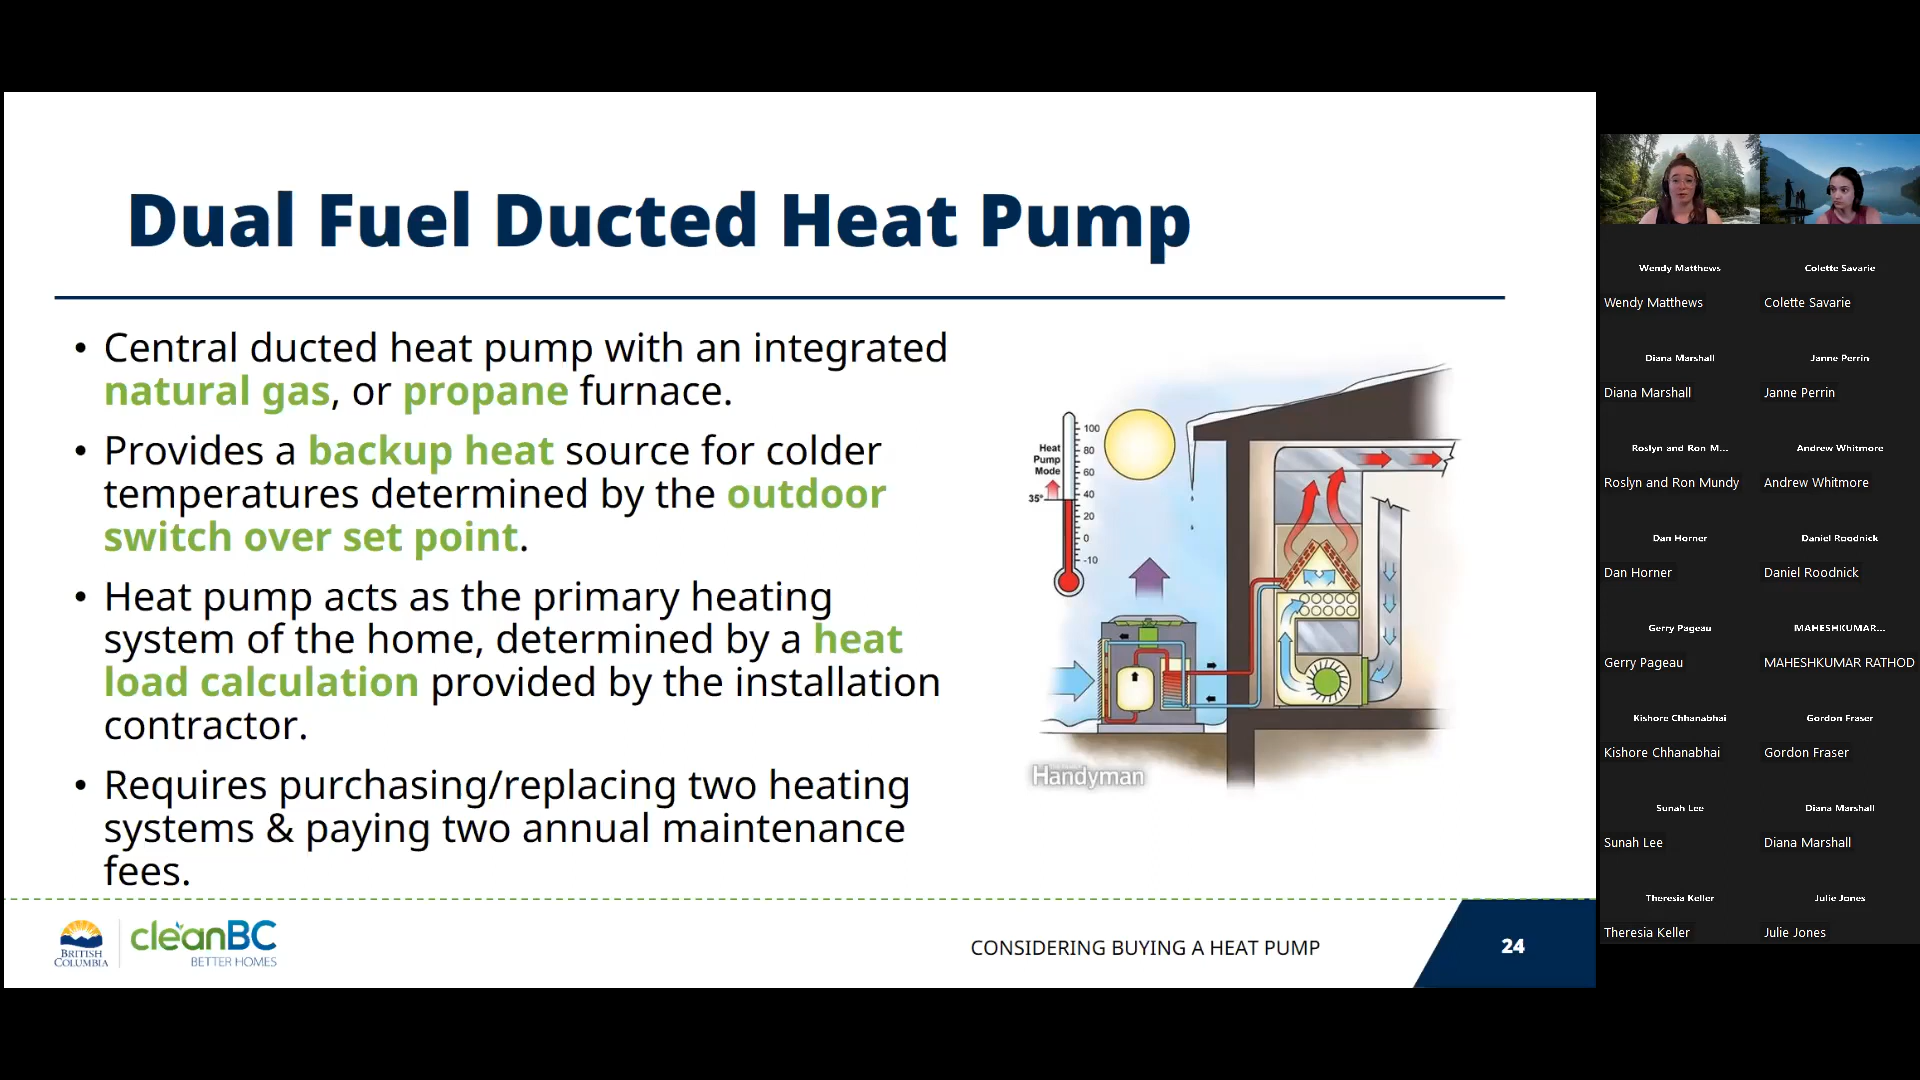 Dual Fuel Ducted Heat Pump
• Central ducted heat pump with an integrated
natural gas, or propane furnace.
• Provides a backup heat source for colder
temperatures determined by the outdoor
switch over set point.
• Heat pump acts as the primary heating
system of the home, determined by a heat
load calculation provided by the installation
contractor.
• Requires purchasing/replacing two heating
systems & paying two annual maintenance
fees.
Heat
Pump
Mode
35°
100
80
60
40
20
0
-10
Handyman
BRITISH
COLUMBIA
cleanBC
BETTER HOMES
CONSIDERING BUYING A HEAT PUMP
24
Wendy Matthews
Wendy Matthews
Colette Savarie
Colette Savarie
Diana Marshall
Diana Marshall
Janne Perrin
Janne Perrin
Roslyn and Ron M...
Roslyn and Ron Mundy
Andrew Whitmore
Andrew Whitmore
Dan Horner
Dan Horner
Daniel Roodnick
Daniel Roodnick
Gerry Pageau
Gerry Pageau
MAHESHKUMAR...
MAHESHKUMAR RATHOD
Kishore Chhanabhai
Kishore Chhanabhai
Gordon Fraser
Gordon Fraser
Sunah Lee
Sunah Lee
Diana Marshall
Diana Marshall
Theresia Keller
Theresia Keller
Julie Jones
Julie Jones